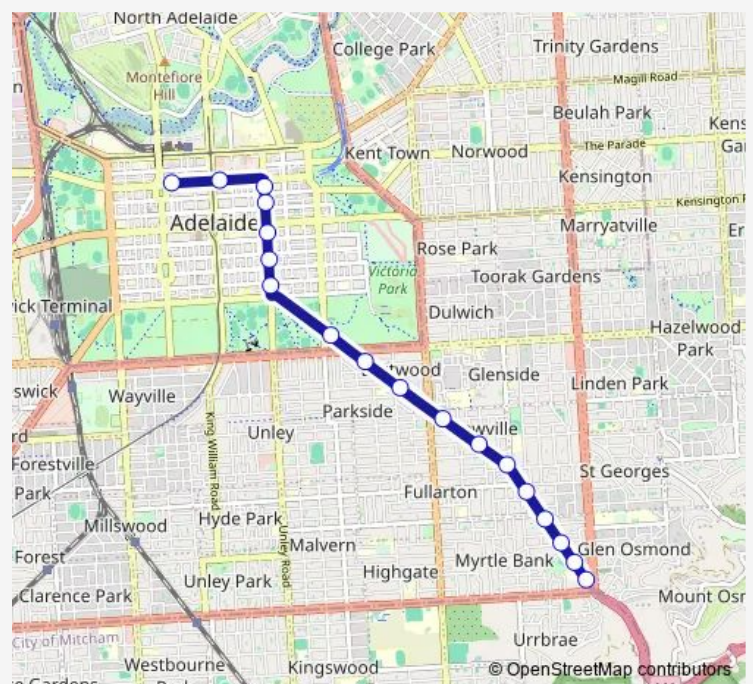 North Adelaide
College Park
Trinity Gardens
Montefiore
Hill
Magill Road
Beulah Park
The Parade
Kens
Gar
Kent Town
Norwood
Kensington
Kensington R
Adelaide
Marryatville
Er
Rose Park
Victoria
Park
Toorak Gardens
ick Terminal
Dulwich
Hazelwood
Park
twood
Glenside
Linden Park
swick
Wayville
Parkside
wville
King William Road
Unley
rd
Forestville
St Georges
Park
Fullarton
Millswood
Hyde Park
Unley Road
Malvern
Glen Osmond
Forest
Myrtle Bank
Highgate
Unley Park
Clarence Park
Mount Osr
City of Mitcham
Urrbrae
Westbourne
Kingswood
© OpenStreetMap contributors